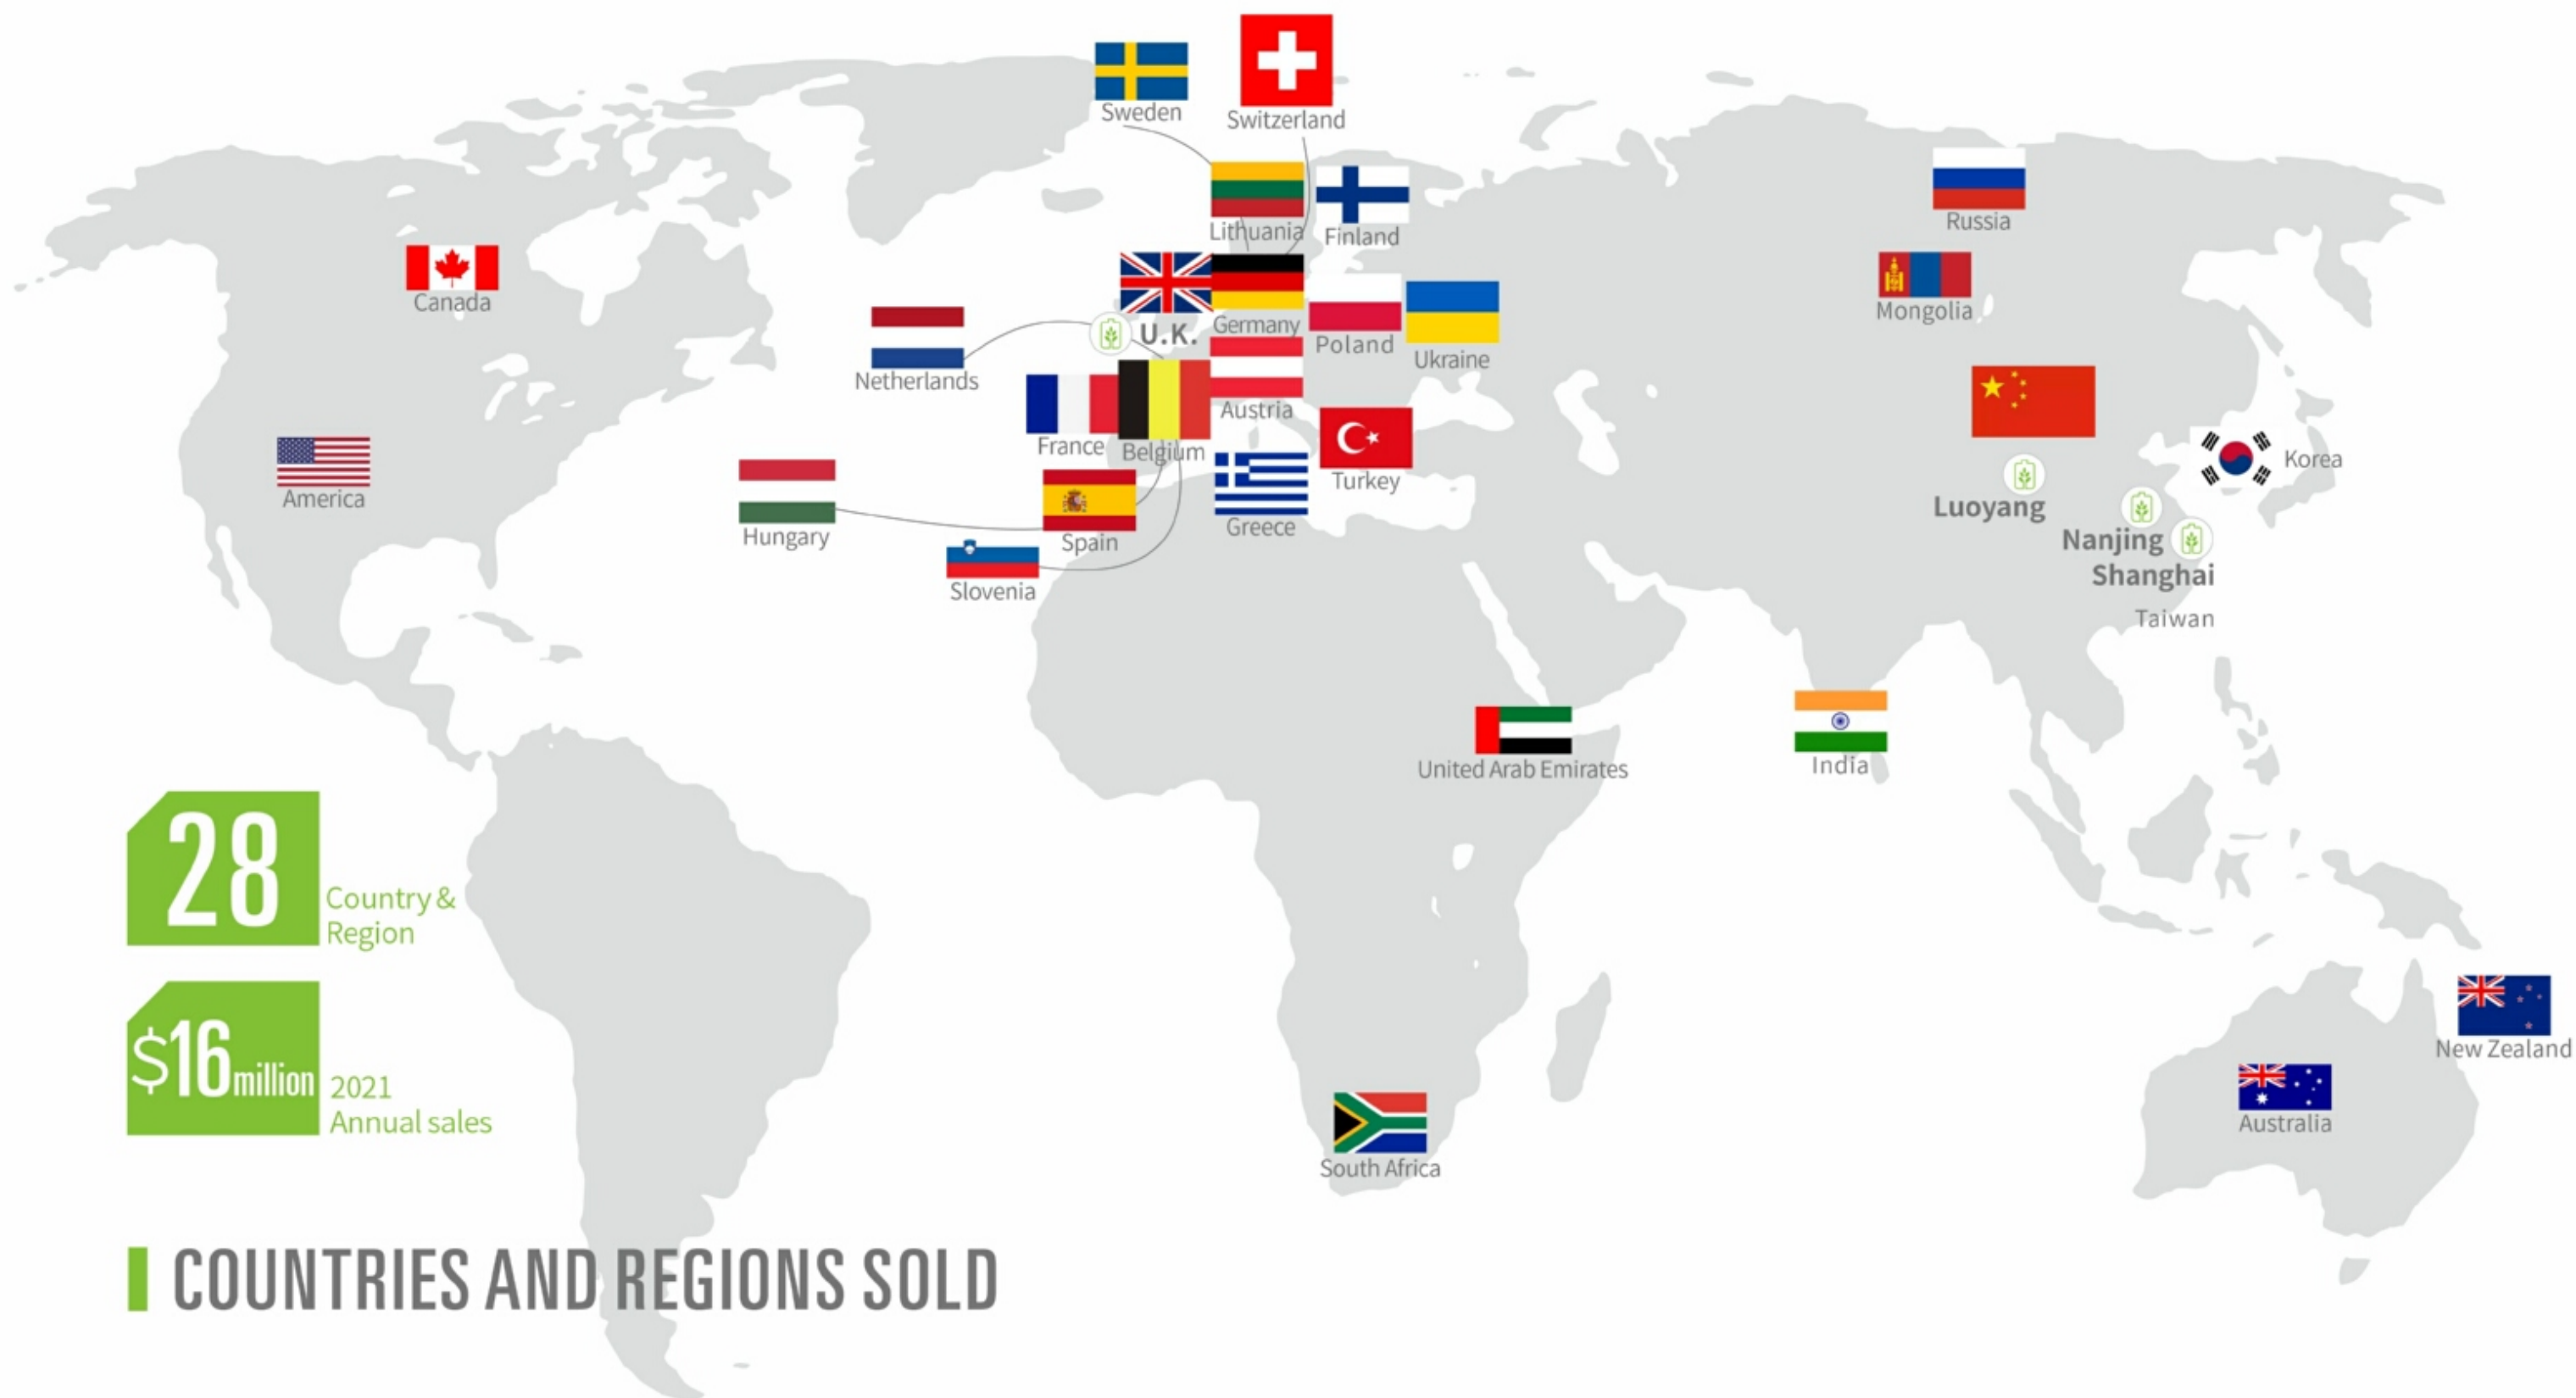 Sweden
Switzerland
Lithuania
Finland
Russia
Canada
Mongolia
U.K.
Germany
Poland
Ukraine
Netherlands
America
France
Belgium
Austria
Turkey
Korea
Luoyang
Nanjing
Shanghai
Taiwan
Hungary
Spain
Greece
Slovenia
United Arab Emirates
India
28
Country &
Region
$16 million
2021
Annual sales
New Zealand
Australia
South Africa
COUNTRIES AND REGIONS SOLD